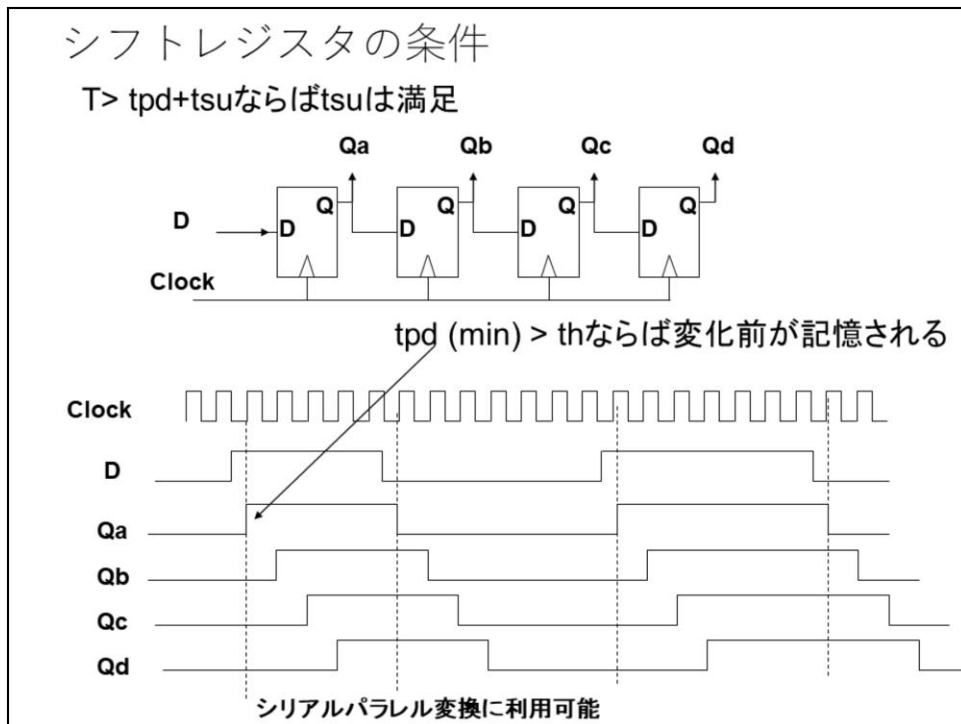 シフトレジスタの条件
T> tpd+tsuならばtsuは満足
Qa Qb Qc Qd
Q Q Q Q
D D D D D
Clock
tpd (min) > thならば変化前が記憶される
Clock
D
Qa
Qb
Qc
Qd
シリアルパラレル変換に利用可能